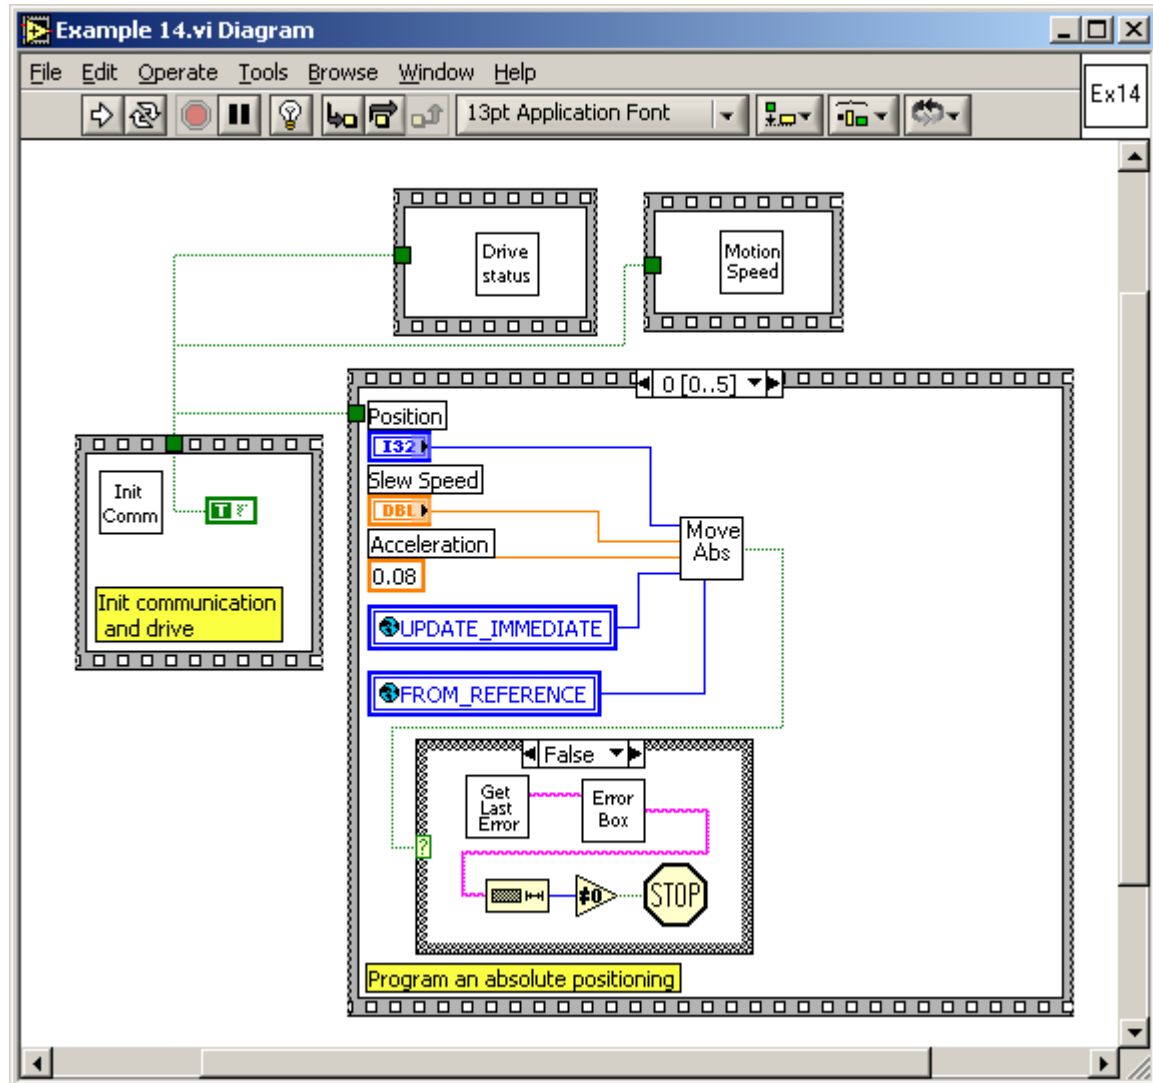 Example 14.vi Diagram
File Edit Operate Tools Browse Window Help
Ex14
13pt Application Font
Drive
status
Motion
Speed
0 [0..5]
Position
I32
Slew Speed
DBL
Acceleration
0.08
Move
Abs
UPDATE_IMMEDIATE
FROM_REFERENCE
Init
Comm
T
Init communication
and drive
False
Get
Last
Error
Error
Box
?
≠0
STOP
Program an absolute positioning